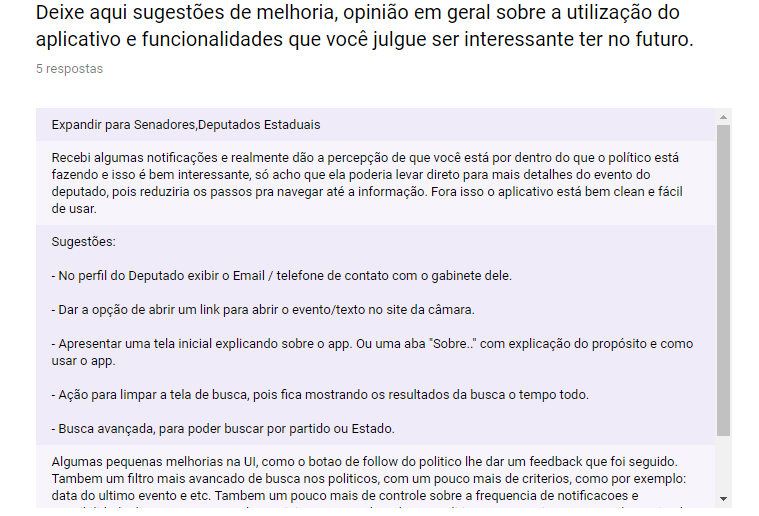 Deixe aqui sugestões de melhoria, opinião em geral sobre a utilização do
aplicativo e funcionalidades que você julgue ser interessante ter no futuro.
5 respostas
Expandir para Senadores,Deputados Estaduais
Recebi algumas notificações e realmente dão a percepção de que você está por dentro do que o político está
fazendo e isso é bem interessante, só acho que ela poderia levar direto para mais detalhes do evento do
deputado, pois reduziria os passos pra navegar até a informação. Fora isso o aplicativo está bem clean e fácil
de usar.
Sugestões:
- No perfil do Deputado exibir o Email / telefone de contato com o gabinete dele.
- Dar a opção de abrir um link para abrir o evento/texto no site da câmara.
- Apresentar uma tela inicial explicando sobre o app. Ou uma aba "Sobre.." com explicação do propósito e como
usar o app.
- Ação para limpar a tela de busca, pois fica mostrando os resultados da busca o tempo todo.
- Busca avançada, para poder buscar por partido ou Estado.
Algumas pequenas melhorias na UI, como o botao de follow do politico lhe dar um feedback que foi seguido.
Tambem um filtro mais avancado de busca nos politicos, com um pouco mais de criterios, como por exemplo:
data do ultimo evento e etc. Tambem um pouco mais de controle sobre a frequencia de notificacoes e